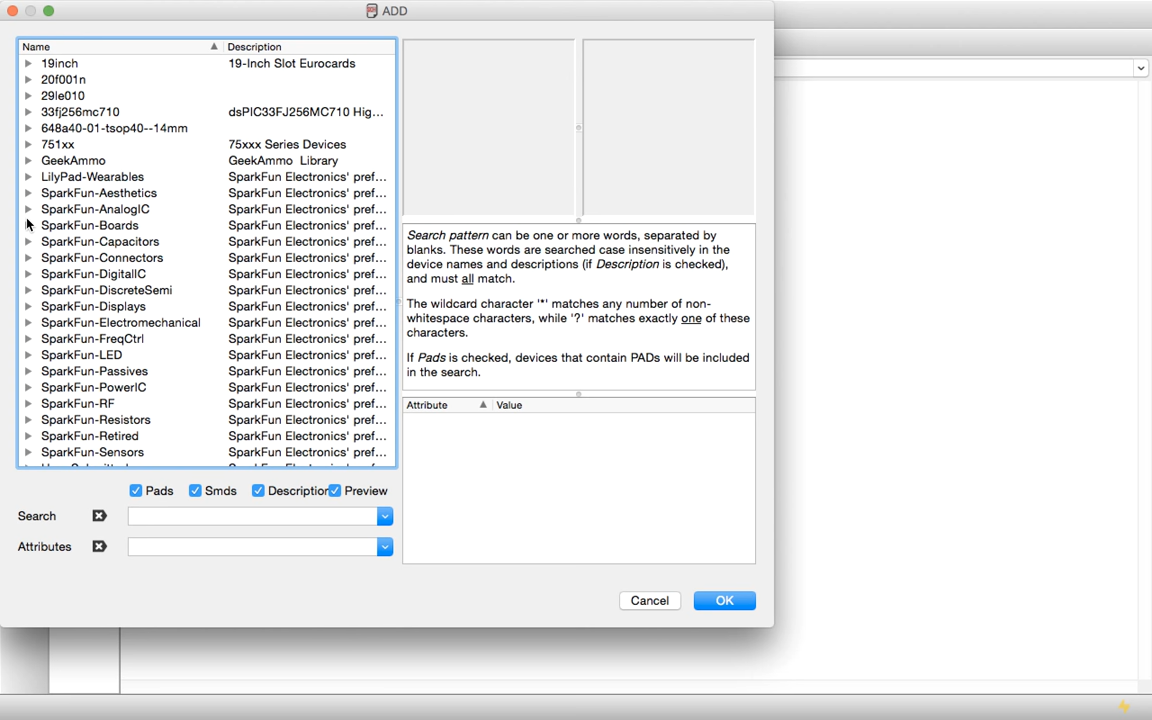 ADD
Name Description
19inch 19-Inch Slot Eurocards
20f001n
29le010
33fj256mc710 dsPIC33FJ256MC710 Hig...
648a40-01-tsop40--14mm
751xx 75xxx Series Devices
GeekAmmo GeekAmmo Library
LilyPad-Wearables SparkFun Electronics' pref...
SparkFun-Aesthetics SparkFun Electronics' pref...
SparkFun-AnalogIC SparkFun Electronics' pref...
SparkFun-Boards SparkFun Electronics' pref...
SparkFun-Capacitors SparkFun Electronics' pref...
SparkFun-Connectors SparkFun Electronics' pref...
SparkFun-DigitalIC SparkFun Electronics' pref...
SparkFun-DiscreteSemi SparkFun Electronics' pref...
SparkFun-Displays SparkFun Electronics' pref...
SparkFun-Electromechanical SparkFun Electronics' pref...
SparkFun-FreqCtrl SparkFun Electronics' pref...
SparkFun-LED SparkFun Electronics' pref...
SparkFun-Passives SparkFun Electronics' pref...
SparkFun-PowerIC SparkFun Electronics' pref...
SparkFun-RF SparkFun Electronics' pref...
SparkFun-Resistors SparkFun Electronics' pref...
SparkFun-Retired SparkFun Electronics' pref...
SparkFun-Sensors SparkFun Electronics' pref...
Pads Smds Description Preview
Search
Attributes
Search pattern can be one or more words, separated by
blanks. These words are searched case insensitively in the
device names and descriptions (if Description is checked),
and must all match.
The wildcard character '*' matches any number of non-
whitespace characters, while '?' matches exactly one of these
characters.
If Pads is checked, devices that contain PADs will be included
in the search.
Attribute Value
Cancel OK